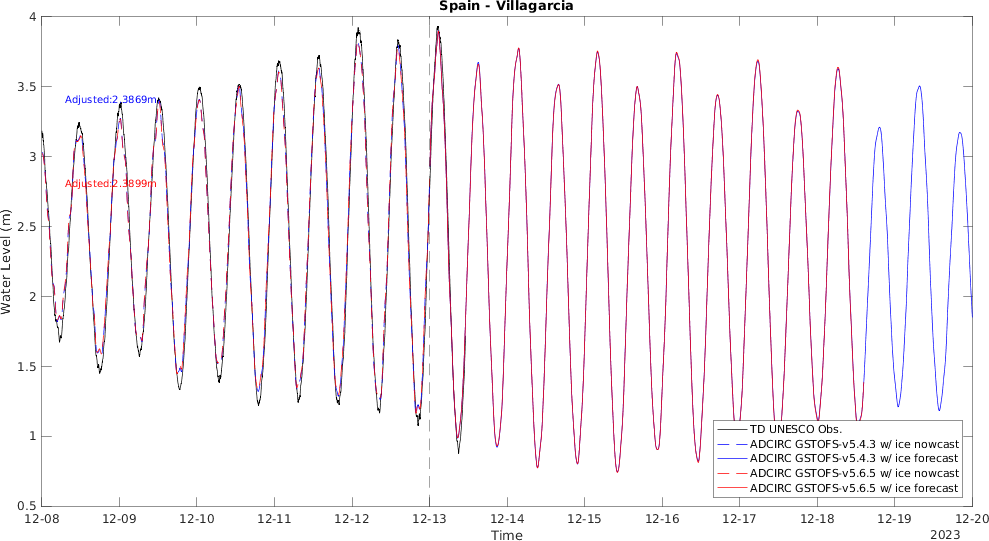 Spain - Villagarcia
4
3.5
3
2.5
2
1.5
1
0.5
Water Level (m)
Adjusted:2.3869m
Adjusted:2.3899m
TD UNESCO Obs.
ADCIRC GSTOFS-v5.4.3 w/ ice nowcast
ADCIRC GSTOFS-v5.4.3 w/ ice forecast
ADCIRC GSTOFS-v5.6.5 w/ ice nowcast
ADCIRC GSTOFS-v5.6.5 w/ ice forecast
12-08 12-09 12-10 12-11 12-12 12-13 12-14 12-15 12-16 12-17 12-18 12-19 12-20
Time
2023